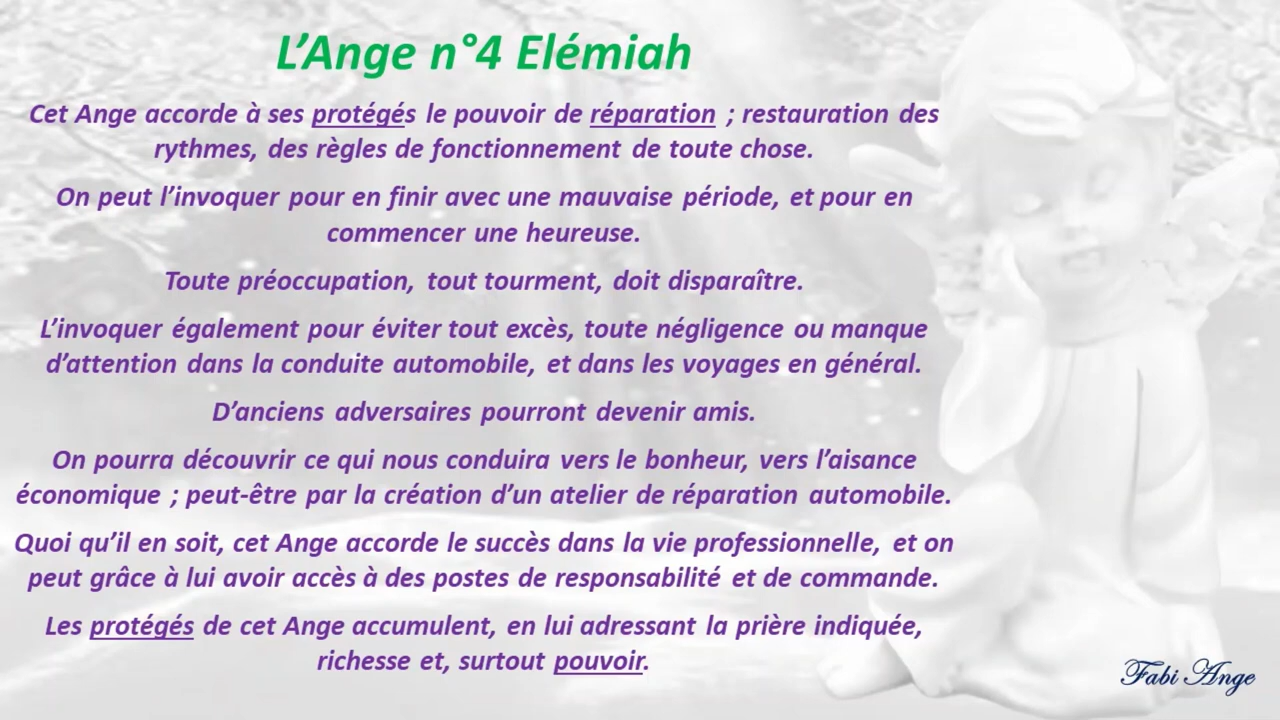 L’Ange n°4 Elémiah
Cet Ange accorde à ses protégés le pouvoir de réparation ; restauration des
rythmes, des règles de fonctionnement de toute chose.
On peut l’invoquer pour en finir avec une mauvaise période, et pour en
commencer une heureuse.
Toute préoccupation, tout tourment, doit disparaître.
L’invoquer également pour éviter tout excès, toute négligence ou manque
d’attention dans la conduite automobile, et dans les voyages en général.
D’anciens adversaires pourront devenir amis.
On pourra découvrir ce qui nous conduira vers le bonheur, vers l’aisance
économique ; peut-être par la création d’un atelier de réparation automobile.
Quoi qu’il en soit, cet Ange accorde le succès dans la vie professionnelle, et on
peut grâce à lui avoir accès à des postes de responsabilité et de commande.
Les protégés de cet Ange accumulent, en lui adressant la prière indiquée,
richesse et, surtout pouvoir.
Fabi Ange